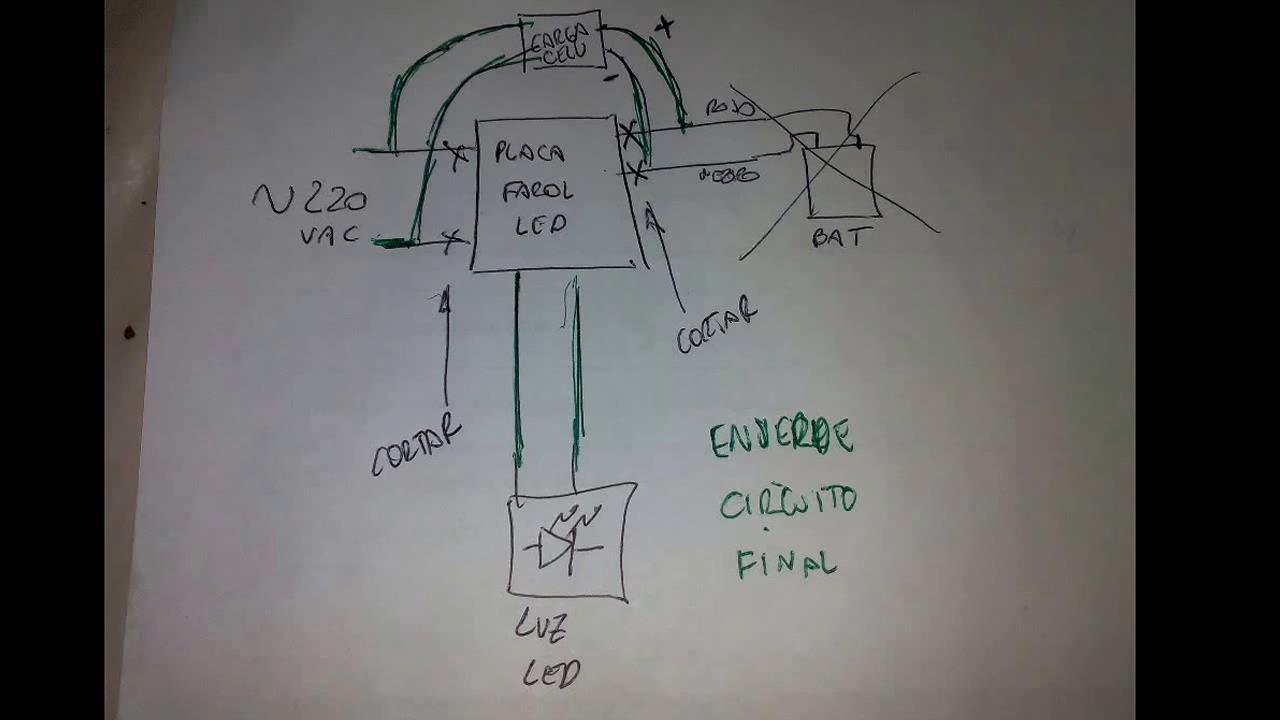 CARGA
CELU
+
-
ROJO
PLACA
FAROL
LED
NEGRO
~ 220
VAC
BAT
CORTAR
CORTAR
EN VERDE
CIRCUITO
FINAL
LUZ
LED